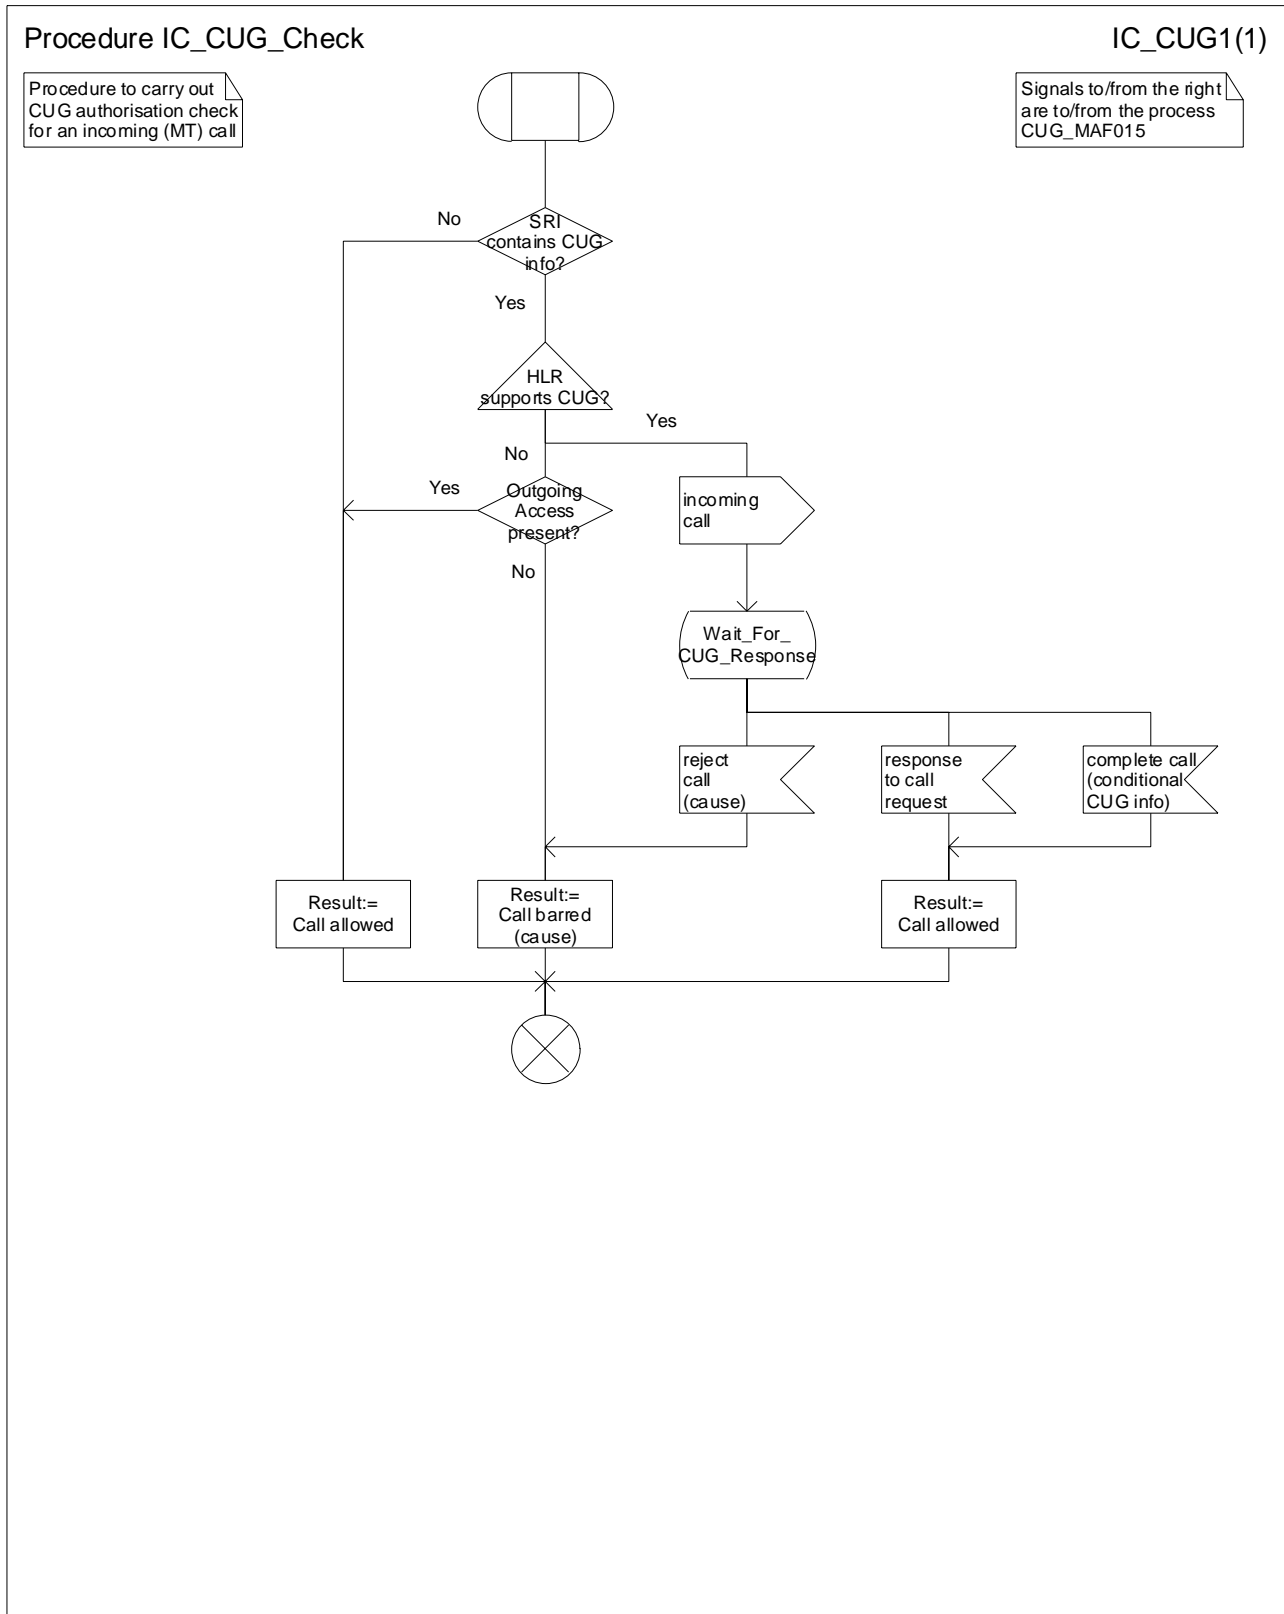 Procedure IC_CUG_Check
IC_CUG1(1)
Procedure to carry out
CUG authorisation check
for an incoming (MT) call
Signals to/from the right
are to/from the process
CUG_MAF015
No
SRI
contains CUG
info?
Yes
HLR
supports CUG?
Yes
No
Yes
Outgoing
Access
present?
incoming
call
No
Wait_For_
CUG_Response
reject
call
(cause)
response
to call
request
complete call
(conditional
CUG info)
Result:=
Call allowed
Result:=
Call barred
(cause)
Result:=
Call allowed